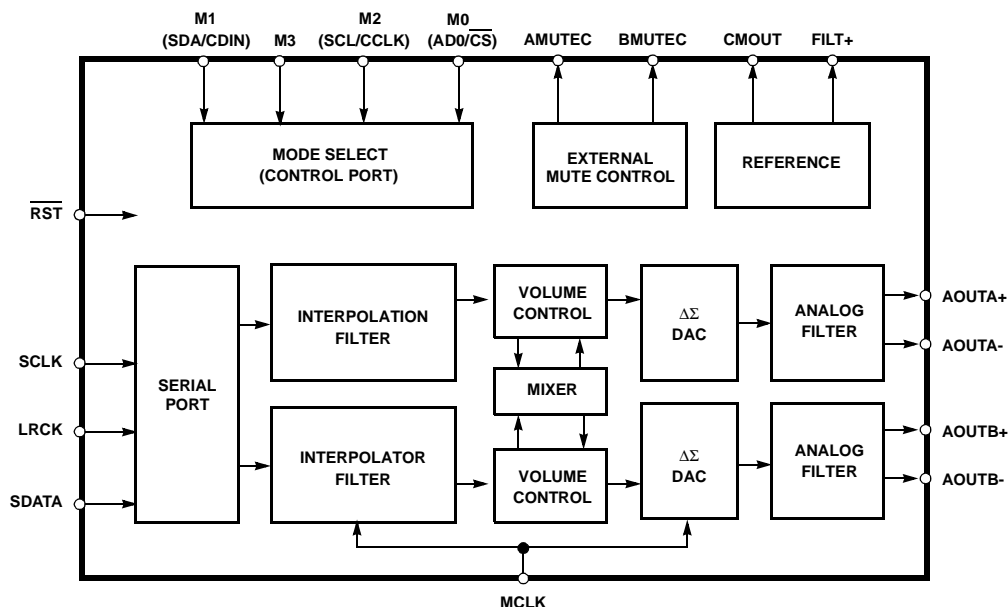 M1
(SDA/CDIN)
M3
M2
(SCL/CCLK)
M0
(AD0/CS)
AMUTEC
BMUTEC
CMOUT
FILT+
MODE SELECT
(CONTROL PORT)
EXTERNAL
MUTE CONTROL
REFERENCE
RST
SCLK
LRCK
SDATA
SERIAL
PORT
INTERPOLATION
FILTER
VOLUME
CONTROL
ΔΣ
DAC
ANALOG
FILTER
AOUTA+
AOUTA-
MIXER
INTERPOLATOR
FILTER
VOLUME
CONTROL
ΔΣ
DAC
ANALOG
FILTER
AOUTB+
AOUTB-
MCLK